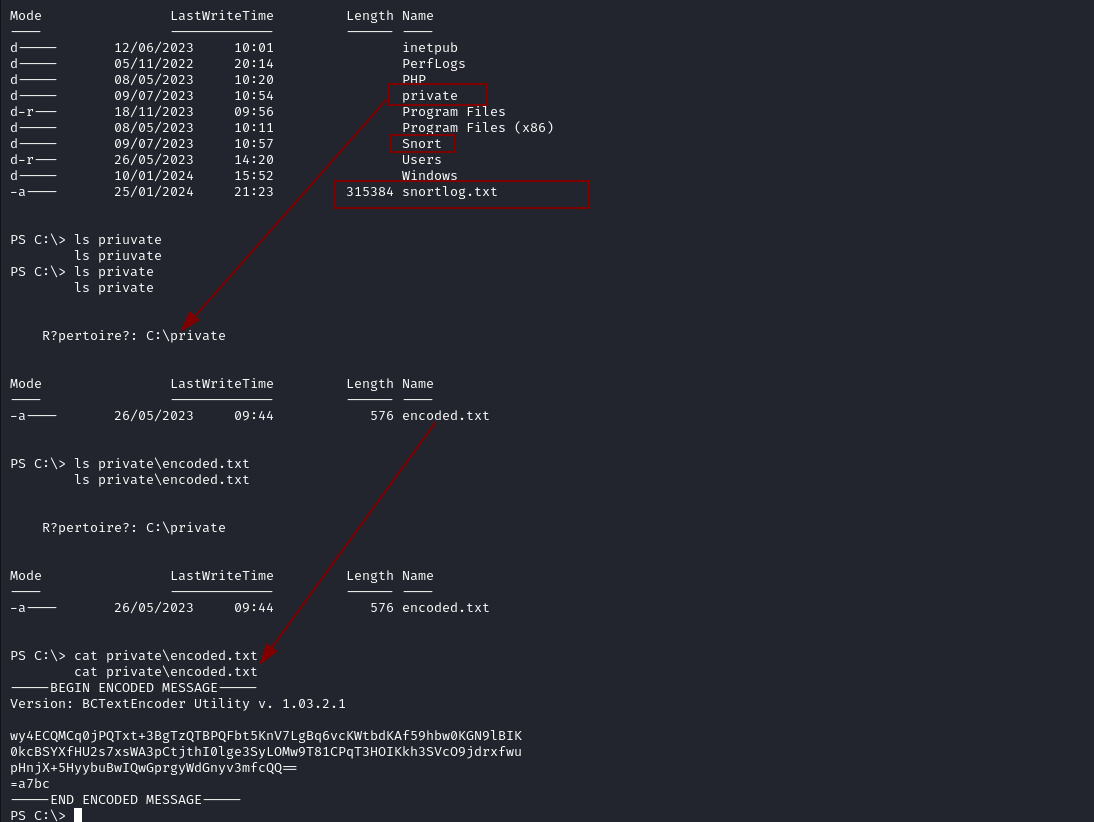 Mode LastWriteTime Length Name
---- ------------- ------ ----
d----- 12/06/2023 10:01 inetpub
d----- 05/11/2022 20:14 PerfLogs
d----- 08/05/2023 10:20 PHP
d----- 09/07/2023 10:54 private
d-r--- 18/11/2023 09:56 Program Files
d----- 08/05/2023 10:11 Program Files (x86)
d----- 09/07/2023 10:57 Snort
d-r--- 26/05/2023 14:20 Users
d----- 10/01/2024 15:52 Windows
-a---- 25/01/2024 21:23 315384 snortlog.txt
PS C:\> ls priuvate
ls priuvate
PS C:\> ls private
ls private
R?pertoire?: C:\private
Mode LastWriteTime Length Name
---- ------------- ------ ----
-a---- 26/05/2023 09:44 576 encoded.txt
PS C:\> ls private\encoded.txt
ls private\encoded.txt
R?pertoire?: C:\private
Mode LastWriteTime Length Name
---- ------------- ------ ----
-a---- 26/05/2023 09:44 576 encoded.txt
PS C:\> cat private\encoded.txt
cat private\encoded.txt
-----BEGIN ENCODED MESSAGE-----
Version: BCTextEncoder Utility v. 1.03.2.1
wy4ECQMCq0jPQTxt+3BgTzQTBPQFbt5KnV7LgBq6vcKWtbdKAf59hbw0KGN9lBIK
0kcBSYXfHU2s7xsWA3pCtjthI0lge3SyLOMw9T81CPqT3HOIKkh3SVcO9jdrxfwu
pHnjX+5HyybuBwIQwGprgyWdGnyv3mfcQQ==
=a7bc
-----END ENCODED MESSAGE-----
PS C:\>